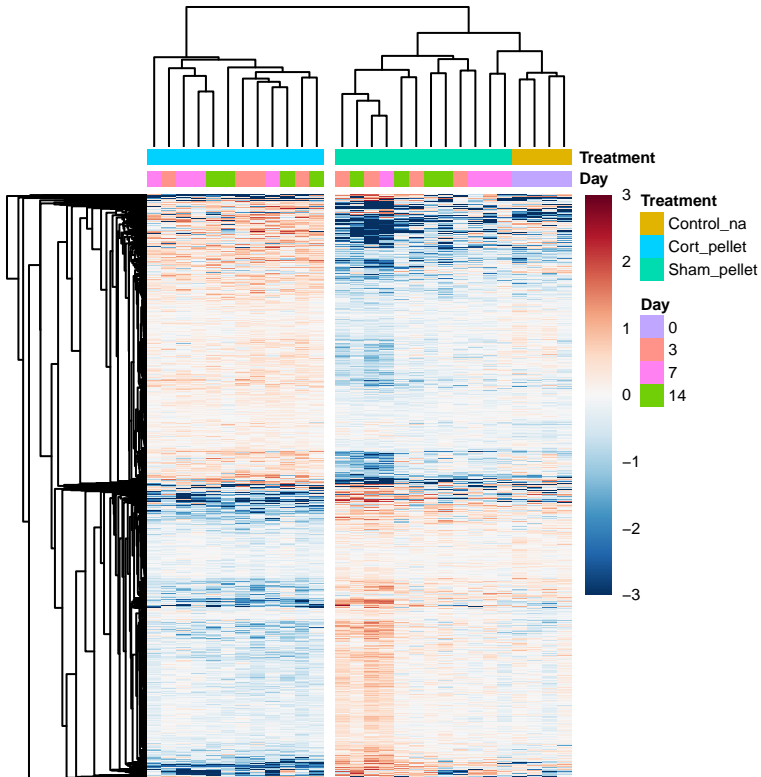 Treatment
Day
3
2
1
0
−1
−2
−3
Treatment
Control_na
Cort_pellet
Sham_pellet
Day
0
3
7
14